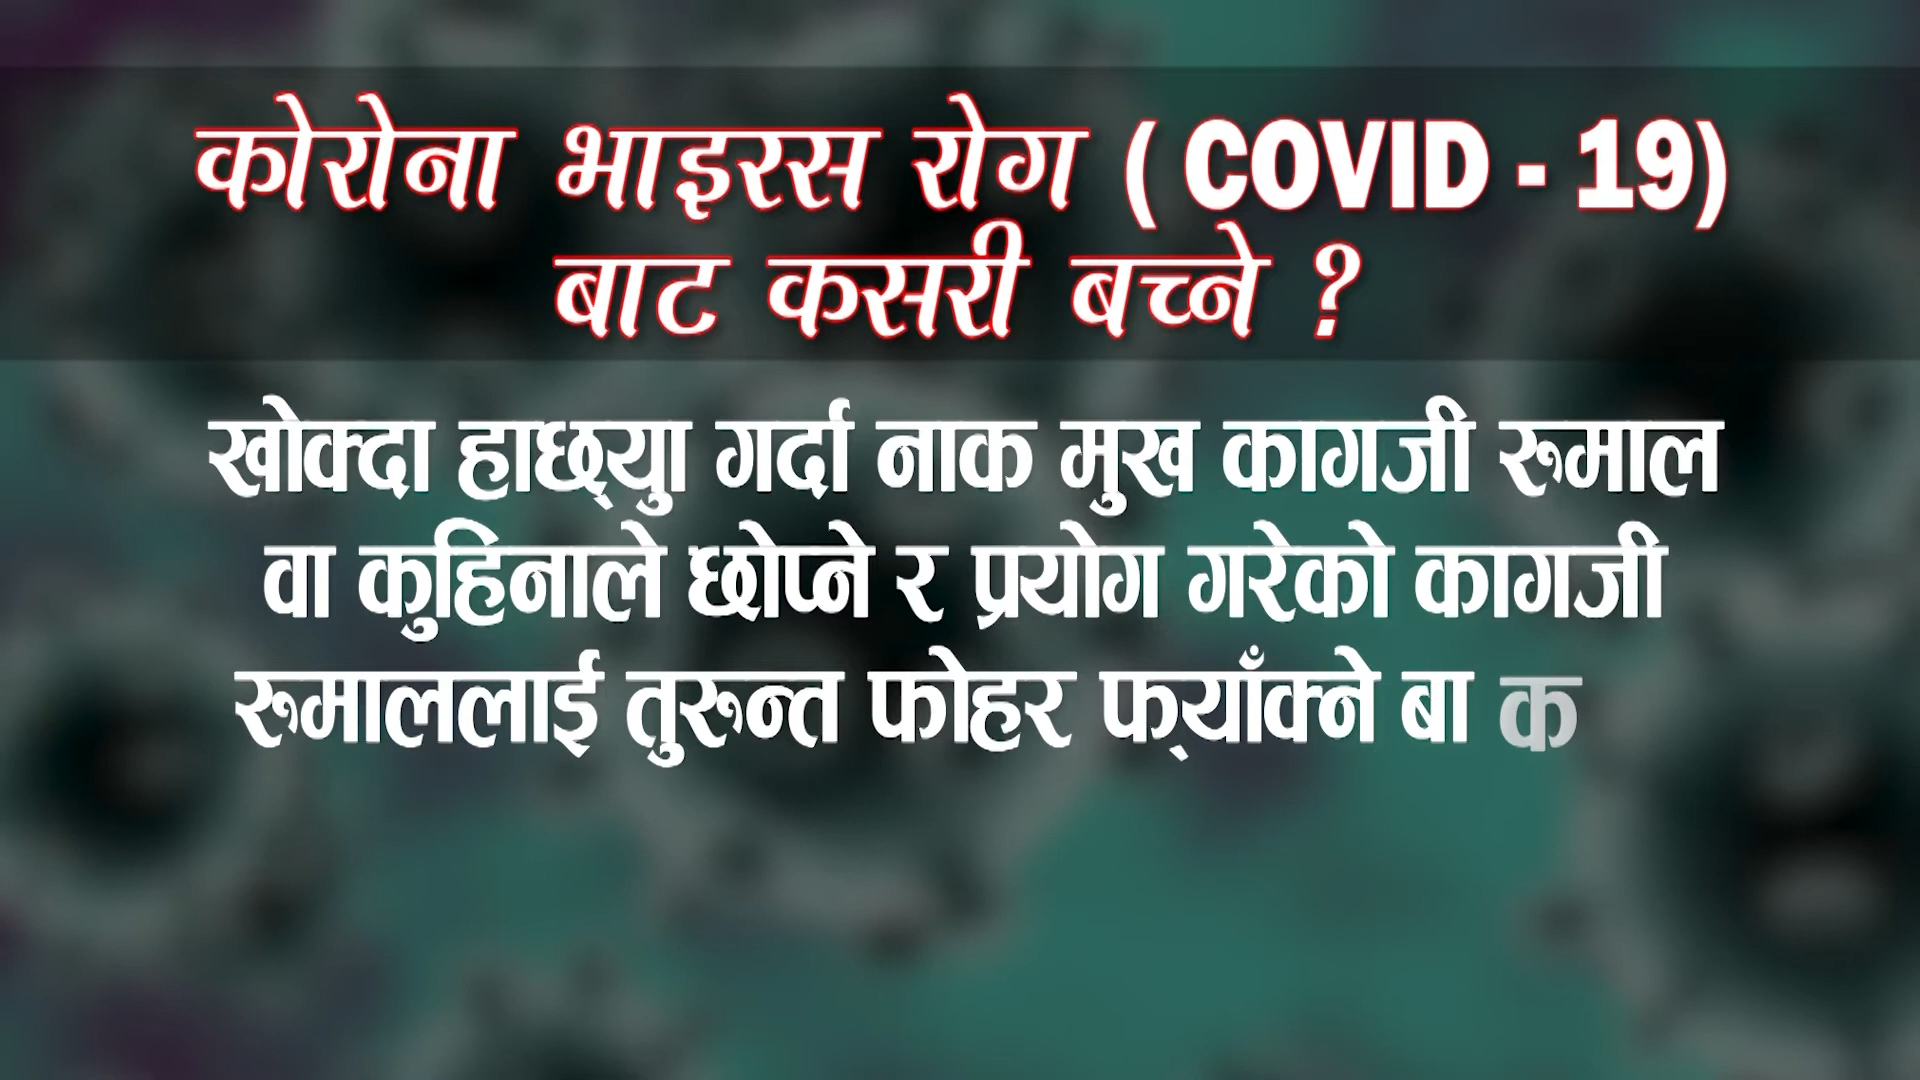 कोरोना भाइरस रोग ( COVID - 19)
बाट कसरी बच्ने ?
खोक्दा हाछ्युा गर्दा नाक मुख कागजी रुमाल
वा कुहिनाले छोप्ने र प्रयोग गरेको कागजी
रुमाललाई तुरुन्त फोहर फ्याँक्ने बा क